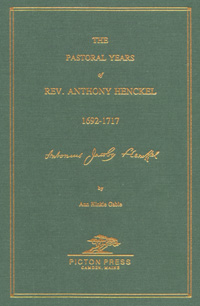 THE
PASTORAL YEARS
of
REV. ANTHONY HENCKEL
1692-1717
Antonius Jacobus Henckel
by
Ann Hinkle Gable
PICTON PRESS
CAMDEN, MAINE